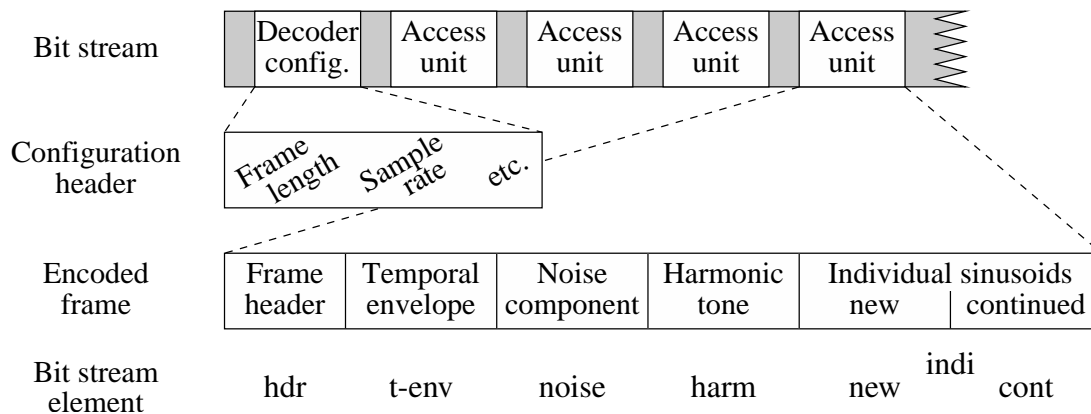 Bit stream
Decoder config.
Access unit
Access unit
Access unit
Access unit
Configuration header
Frame length
Sample rate
etc.
Encoded frame
Frame header
Temporal envelope
Noise component
Harmonic tone
Individual sinusoids
new
continued
Bit stream element
hdr
t-env
noise
harm
new
indi
cont